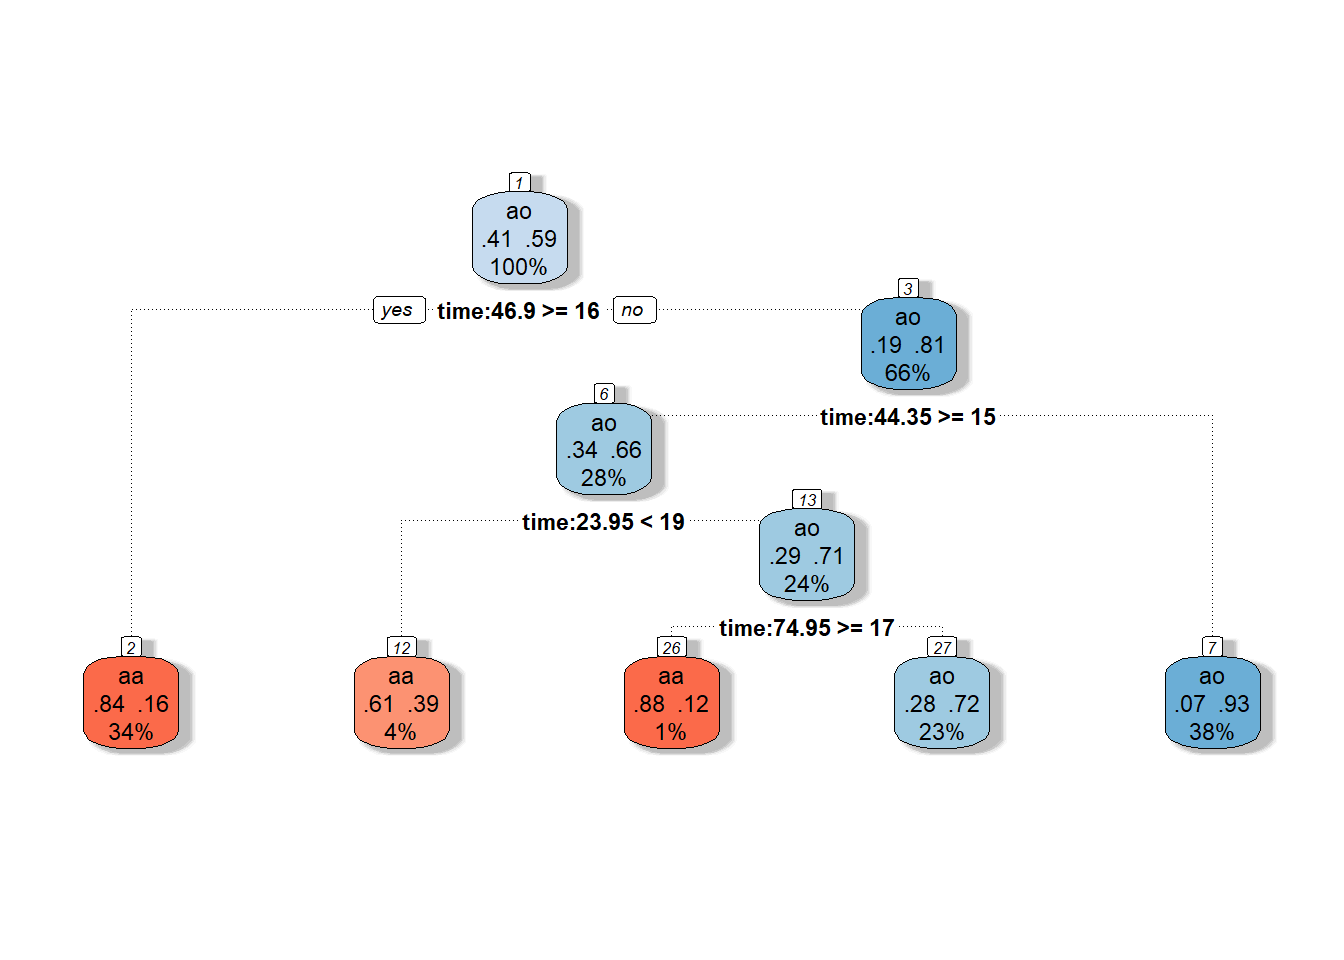 1
ao
.41 .59
100%
yes time:46.9 >= 16 no
3
ao
.19 .81
66%
6
ao
.34 .66
28%
time:44.35 >= 15
13
ao
.29 .71
24%
time:23.95 < 19
time:74.95 >= 17
2
aa
.84 .16
34%
12
aa
.61 .39
4%
26
aa
.88 .12
1%
27
ao
.28 .72
23%
7
ao
.07 .93
38%